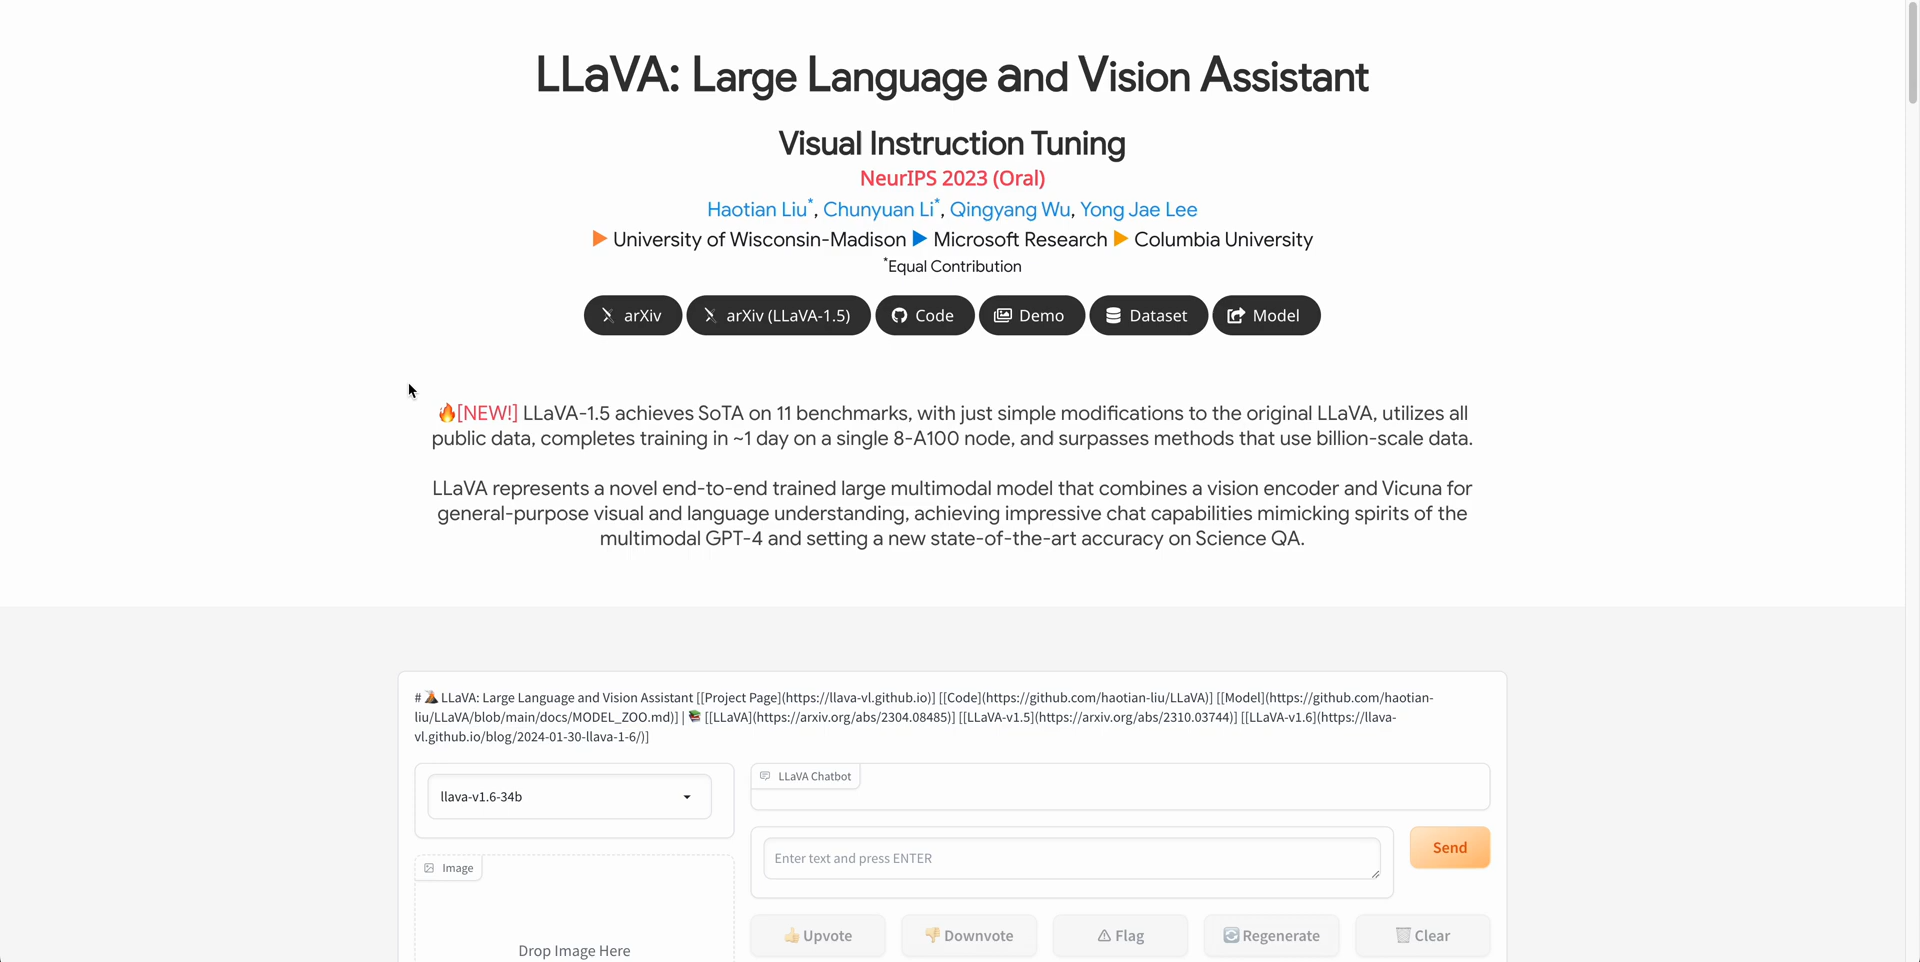 LLaVA: Large Language and Vision Assistant
Visual Instruction Tuning
NeurIPS 2023 (Oral)
Haotian Liu*, Chunyuan Li*, Qingyang Wu, Yong Jae Lee
▶ University of Wisconsin-Madison ▶ Microsoft Research ▶ Columbia University
*Equal Contribution
arXiv arXiv (LLaVA-1.5) Code Demo Dataset Model
🔥[NEW!] LLaVA-1.5 achieves SoTA on 11 benchmarks, with just simple modifications to the original LLaVA, utilizes all
public data, completes training in ~1 day on a single 8-A100 node, and surpasses methods that use billion-scale data.
LLaVA represents a novel end-to-end trained large multimodal model that combines a vision encoder and Vicuna for
general-purpose visual and language understanding, achieving impressive chat capabilities mimicking spirits of the
multimodal GPT-4 and setting a new state-of-the-art accuracy on Science QA.
# 🌋 LLaVA: Large Language and Vision Assistant [[Project Page](https://llava-vl.github.io)] [[Code](https://github.com/haotian-liu/LLaVA)] [[Model](https://github.com/haotian-
liu/LLaVA/blob/main/docs/MODEL_ZOO.md)] | 📚 [[LLaVA](https://arxiv.org/abs/2304.08485)] [[LLaVA-v1.5](https://arxiv.org/abs/2310.03744)] [[LLaVA-v1.6](https://llava-
vl.github.io/blog/2024-01-30-llava-1-6/)]
llava-v1.6-34b
LLaVA Chatbot
Enter text and press ENTER
Send
Image
Drop Image Here
👍 Upvote 👎 Downvote ⚠ Flag 🔄 Regenerate 🗑 Clear